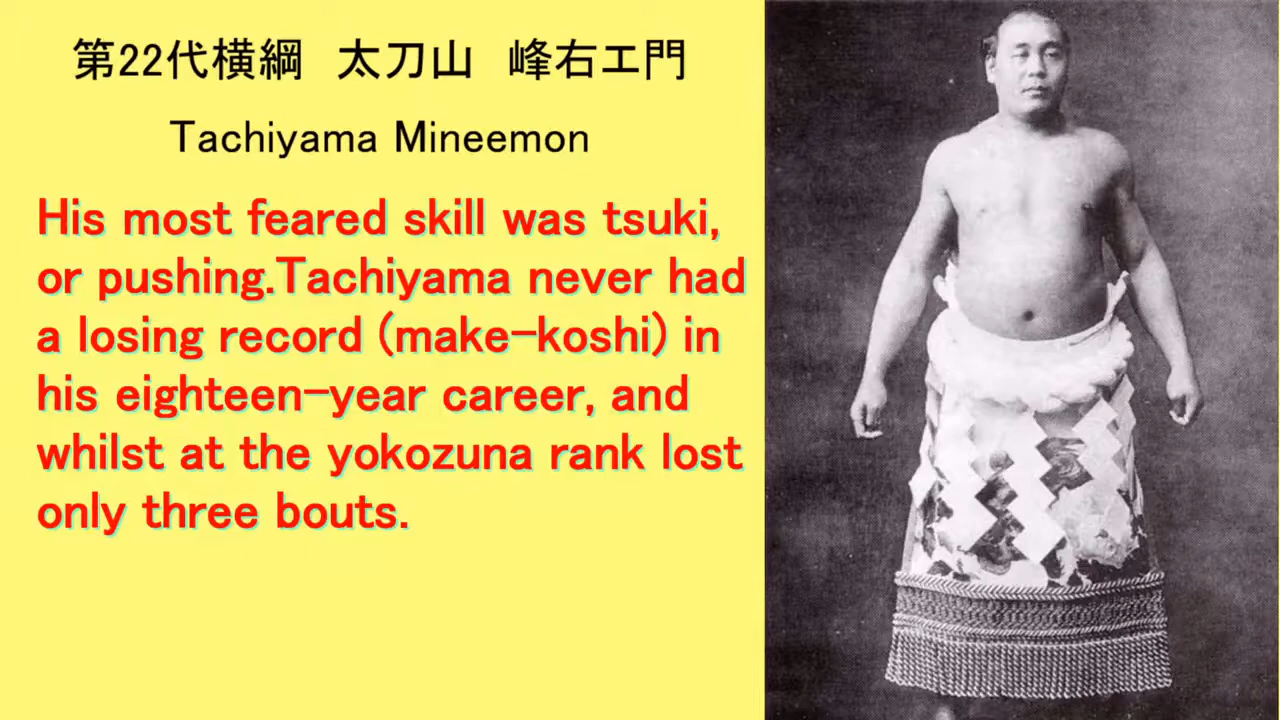 第22代横綱　太刀山　峰右エ門
Tachiyama Mineemon
His most feared skill was tsuki,
or pushing.Tachiyama never had
a losing record (make-koshi) in
his eighteen-year career, and
whilst at the yokozuna rank lost
only three bouts.